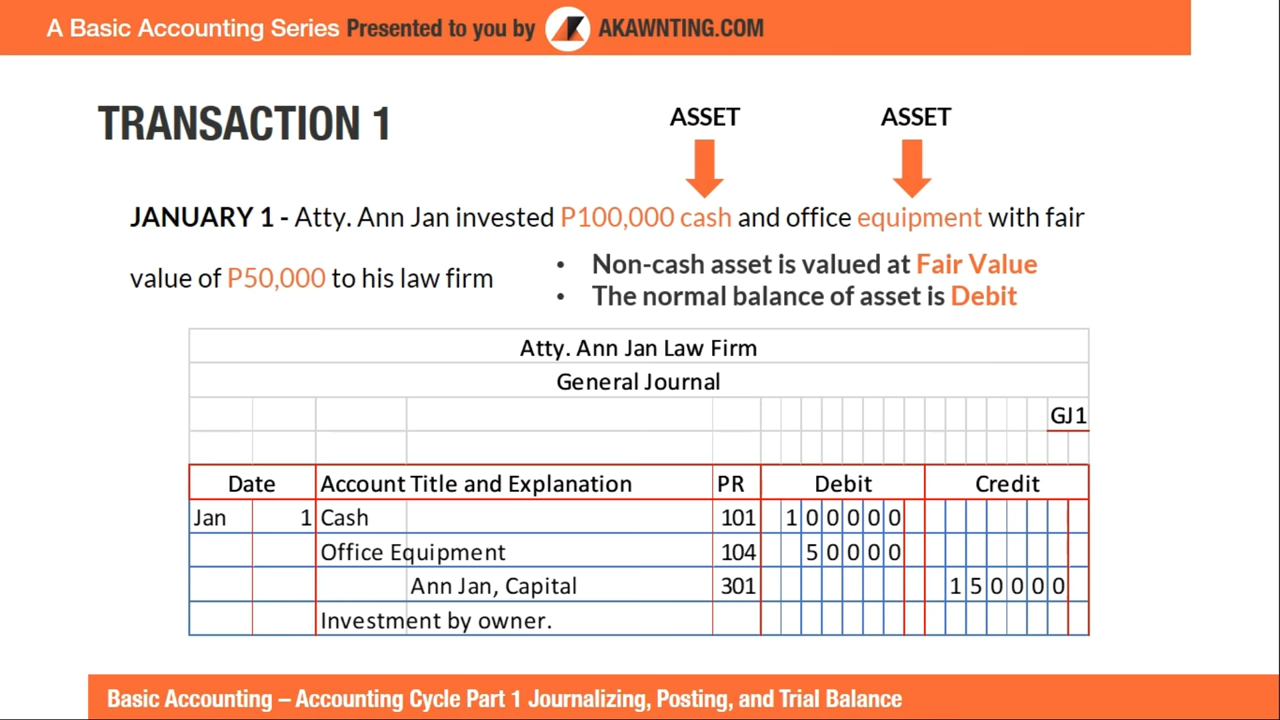 A Basic Accounting Series Presented to you by AKAWNTING.COM
TRANSACTION 1
ASSET ASSET
JANUARY 1 - Atty. Ann Jan invested P100,000 cash and office equipment with fair
value of P50,000 to his law firm
• Non-cash asset is valued at Fair Value
• The normal balance of asset is Debit
Atty. Ann Jan Law Firm
General Journal
GJ1
Date Account Title and Explanation PR Debit Credit
Jan 1 Cash 101 100000
Office Equipment 104 50000
Ann Jan, Capital 301 150000
Investment by owner.
Basic Accounting – Accounting Cycle Part 1 Journalizing, Posting, and Trial Balance